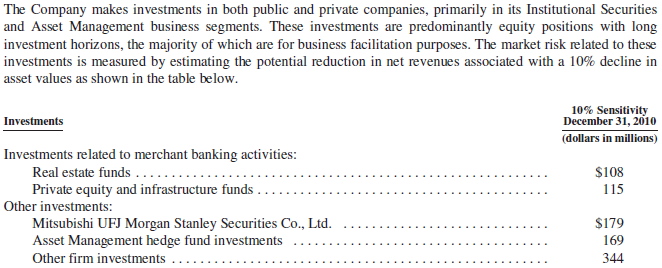 The Company makes investments in both public and private companies, primarily in its Institutional Securities
and Asset Management business segments. These investments are predominantly equity positions with long
investment horizons, the majority of which are for business facilitation purposes. The market risk related to these
investments is measured by estimating the potential reduction in net revenues associated with a 10% decline in
asset values as shown in the table below.
10% Sensitivity
Investments December 31, 2010
(dollars in millions)
Investments related to merchant banking activities:
Real estate funds . . . . . . . . . . . . . . . . . . . . . . . . . . . . . . . . . . . . . . . . $108
Private equity and infrastructure funds . . . . . . . . . . . . . . . . . . . . . . . . . . . . 115
Other investments:
Mitsubishi UFJ Morgan Stanley Securities Co., Ltd. . . . . . . . . . . . . . . . . . . . . $179
Asset Management hedge fund investments . . . . . . . . . . . . . . . . . . . . . . . . . 169
Other firm investments . . . . . . . . . . . . . . . . . . . . . . . . . . . . . . . . . . . . 344